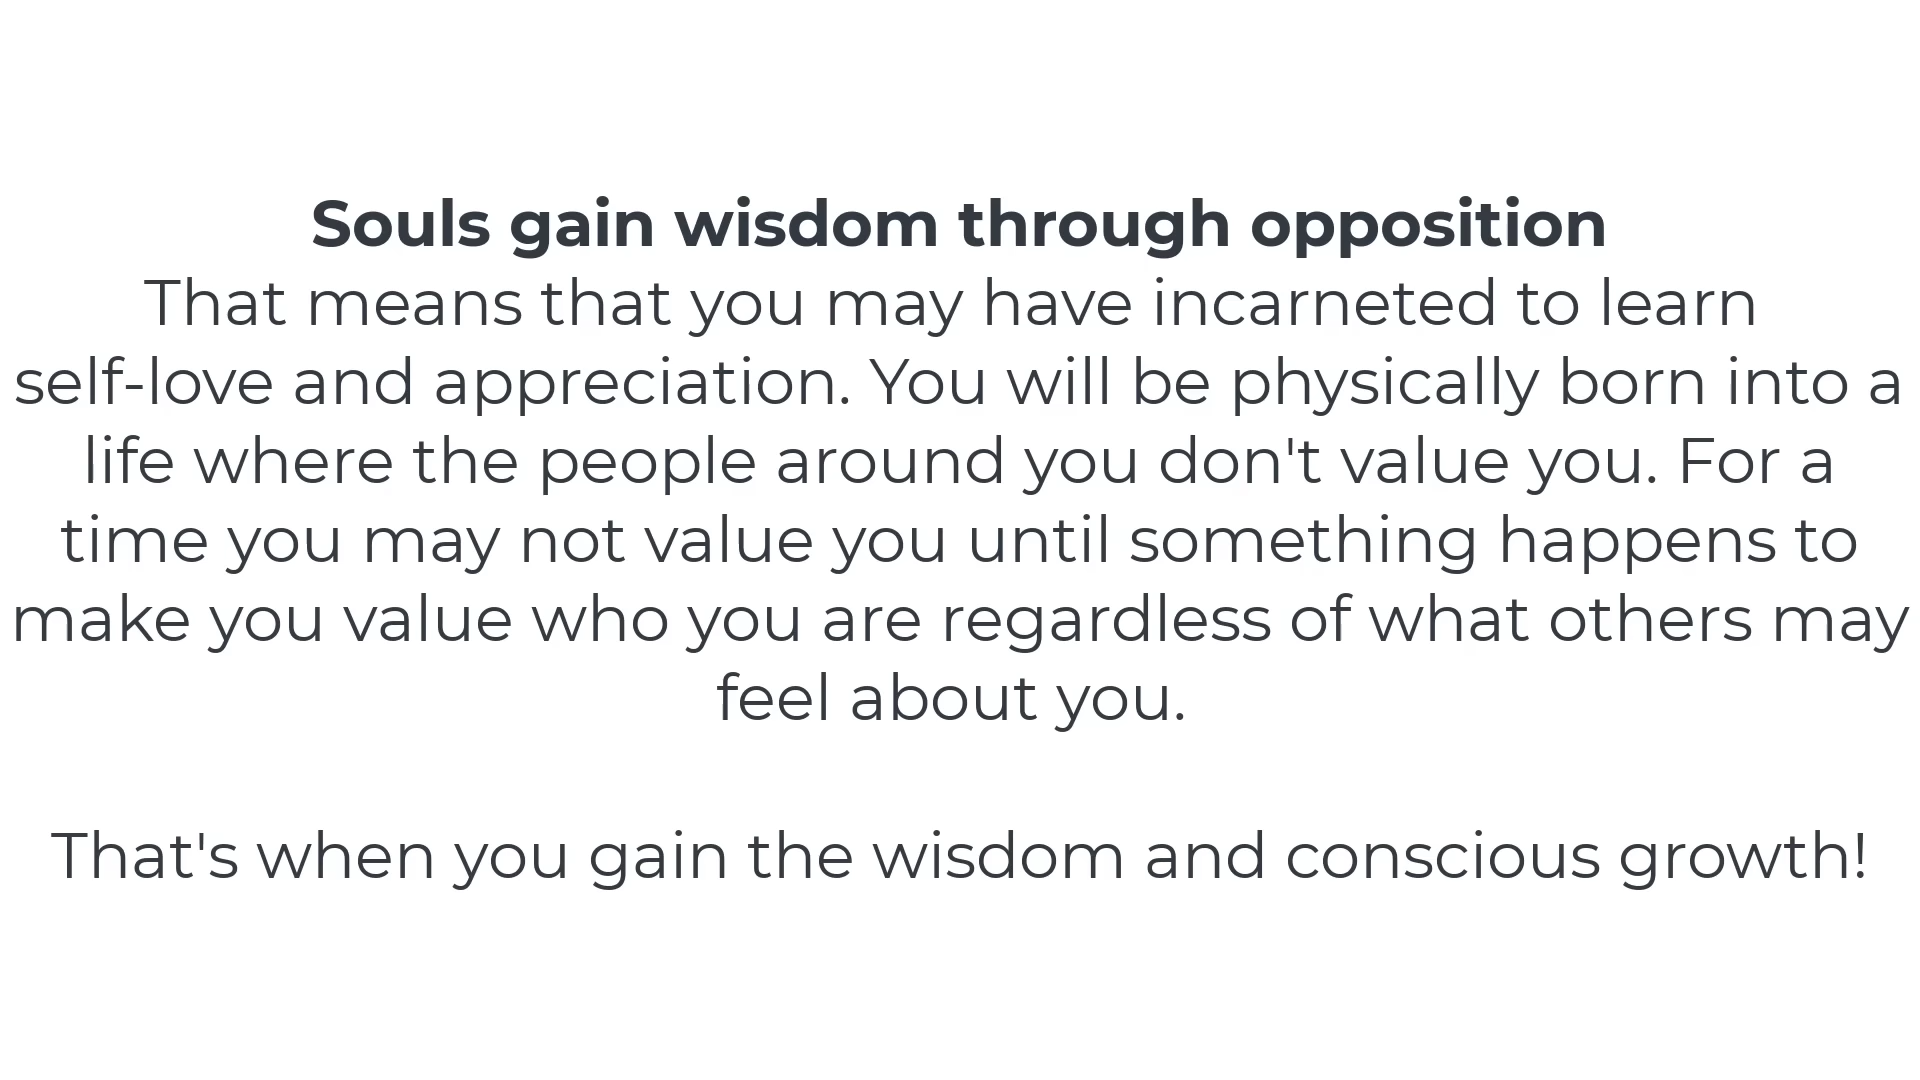 Souls gain wisdom through opposition
That means that you may have incarneted to learn
self-love and appreciation. You will be physically born into a
life where the people around you don't value you. For a
time you may not value you until something happens to
make you value who you are regardless of what others may
feel about you.
That's when you gain the wisdom and conscious growth!